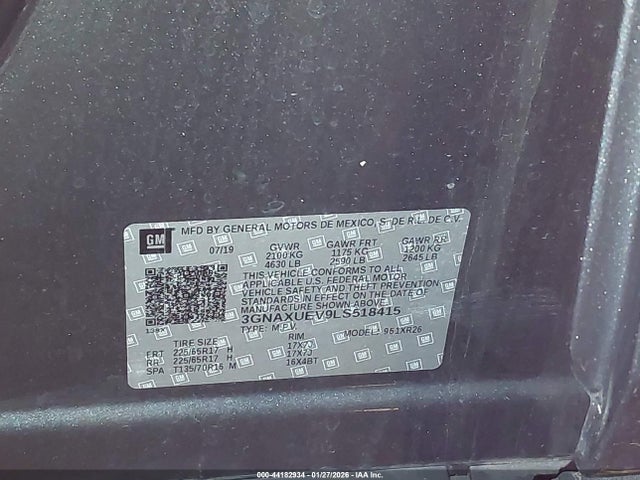 GM
MFD BY GENERAL MOTORS DE MEXICO, S. DE R.L. DE C.V.
07/19 GVWR GAWR FRT GAWR RR
2100 KG 1175 KG 1200 KG
4630 LB 2590 LB 2645 LB
THIS VEHICLE CONFORMS TO ALL
APPLICABLE U.S. FEDERAL MOTOR
VEHICLE SAFETY AND THEFT PREVENTION
STANDARDS IN EFFECT ON THE DATE OF
MANUFACTURE SHOWN ABOVE.
3GNAXUEV9LS518415
TYPE: M.P.V. MODEL: 951XR26
TIRE SIZE RIM
FRT 225/65R17 H 17X7J
RR 225/65R17 H 17X7J
SPA T135/70R16 M 16X4BT
000-44182934 - 01/27/2026 - IAA Inc.